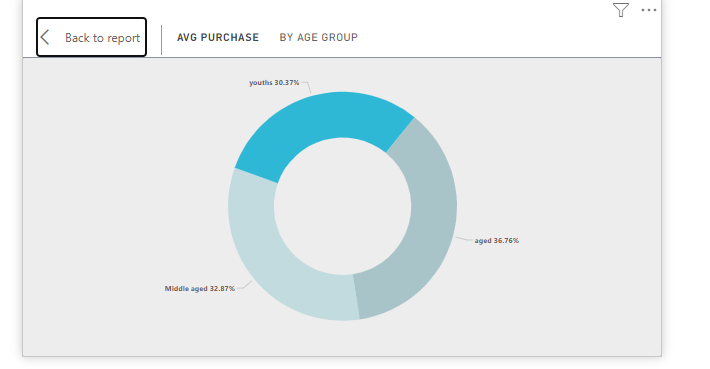 Back to report
AVG PURCHASE BY AGE GROUP
youths 30.37%
aged 36.76%
Middle aged 32.87%